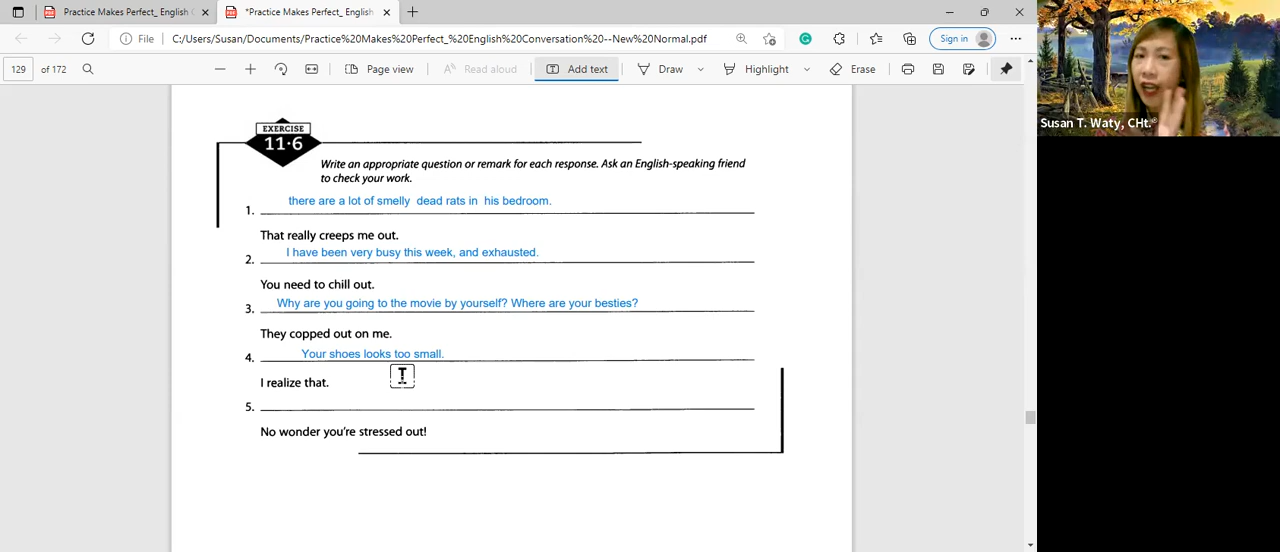 Practice Makes Perfect_ English C
*Practice Makes Perfect_ English
File
C:/Users/Susan/Documents/Practice%20Makes%20Perfect_%20English%20Conversation%20--New%20Normal.pdf
Sign in
129 of 172
Page view
Read aloud
Add text
Draw
Highlight
Erase
Susan T. Waty, CHt.®
EXERCISE
11·6
Write an appropriate question or remark for each response. Ask an English-speaking friend
to check your work.
there are a lot of smelly dead rats in his bedroom.
1.
That really creeps me out.
I have been very busy this week, and exhausted.
2.
You need to chill out.
Why are you going to the movie by yourself? Where are your besties?
3.
They copped out on me.
Your shoes looks too small.
4.
I realize that.
5.
No wonder you're stressed out!